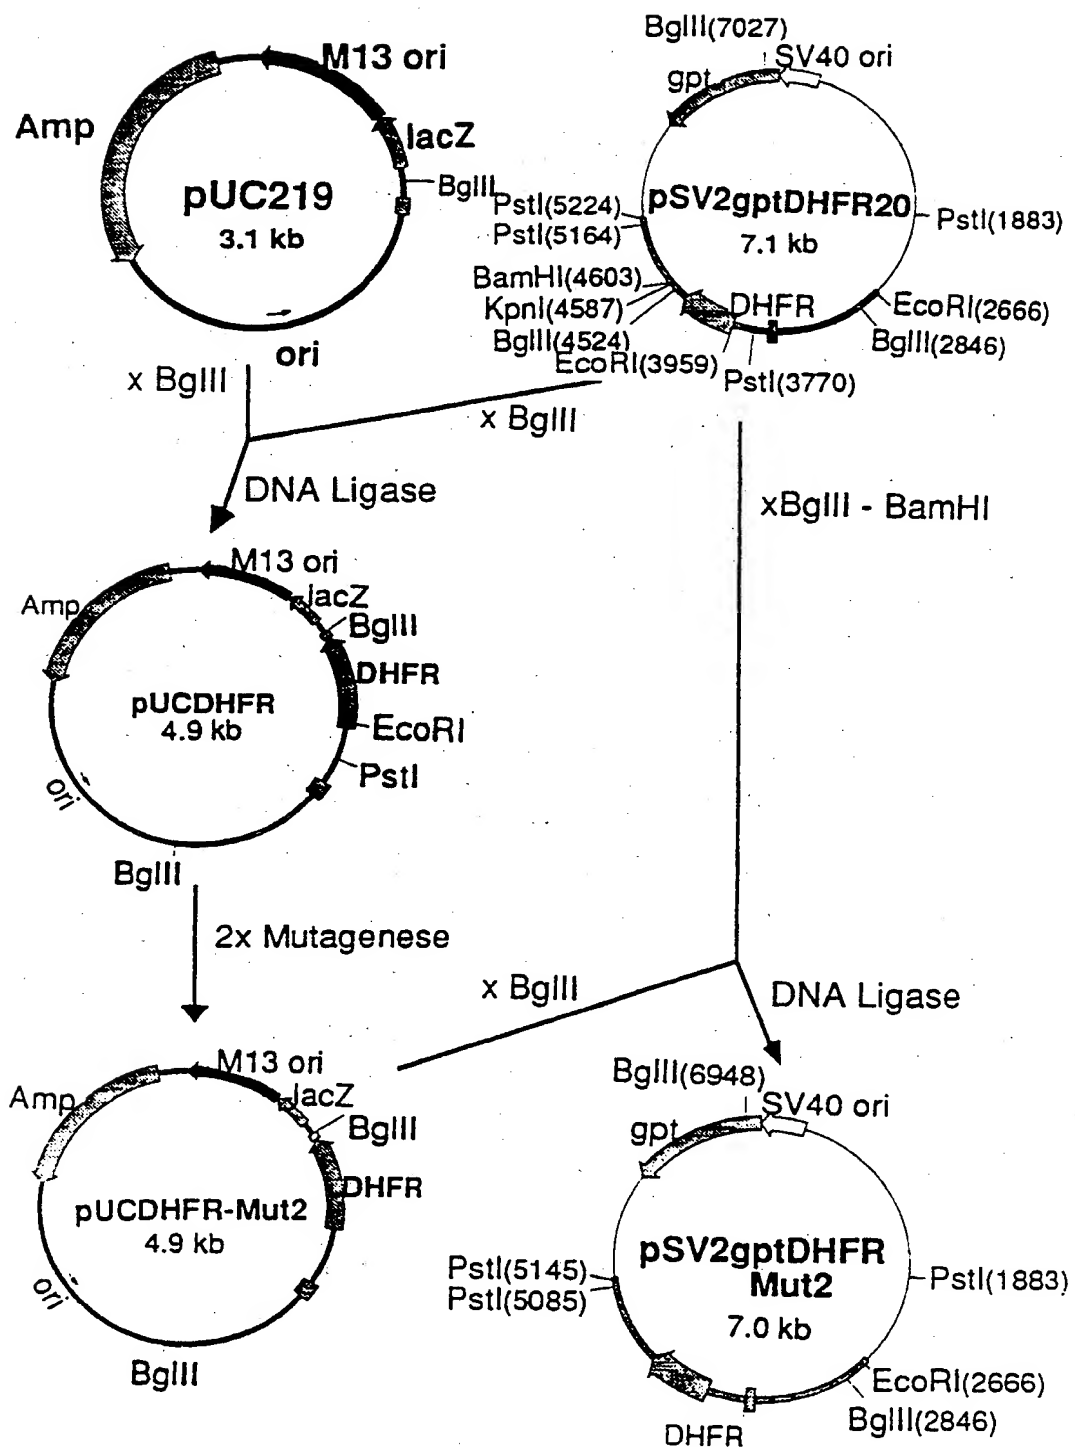 M13 ori
Amp
lacZ
BglII
pUC219
3.1 kb
ori
BglII(7027)
SV40 ori
gpt
PstI(5224)
PstI(5164)
pSV2gptDHFR20
7.1 kb
PstI(1883)
BamHI(4603)
KpnI(4587)
BglII(4524)
EcoRI(3959)
DHFR
EcoRI(2666)
BglII(2846)
PstI(3770)
x BglII
x BglII
DNA Ligase
xBglII - BamHI
M13 ori
Amp
lacZ
BglII
DHFR
pUCDHFR
4.9 kb
EcoRI
PstI
ori
BglII
2x Mutagenese
x BglII
DNA Ligase
M13 ori
Amp
lacZ
BglII
DHFR
pUCDHFR-Mut2
4.9 kb
ori
BglII
BglII(6948)
SV40 ori
gpt
pSV2gptDHFR
Mut2
7.0 kb
PstI(5145)
PstI(5085)
PstI(1883)
EcoRI(2666)
BglII(2846)
DHFR